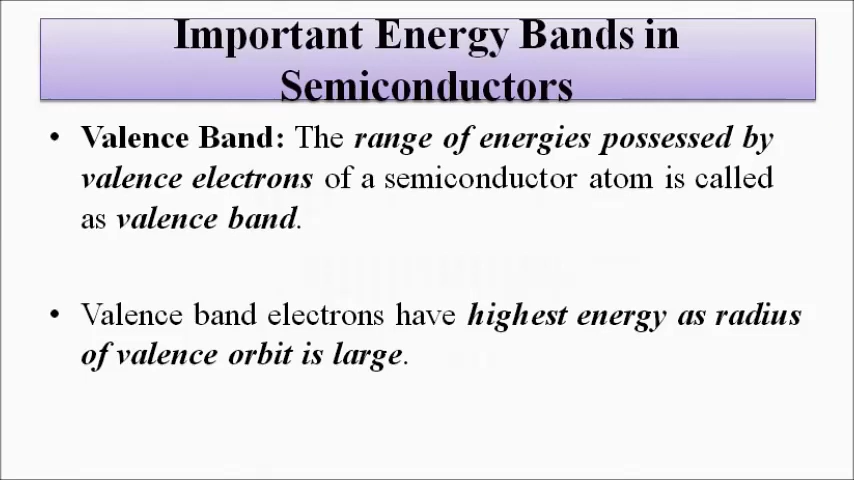 Important Energy Bands in
Semiconductors
• Valence Band: The range of energies possessed by
valence electrons of a semiconductor atom is called
as valence band.
• Valence band electrons have highest energy as radius
of valence orbit is large.